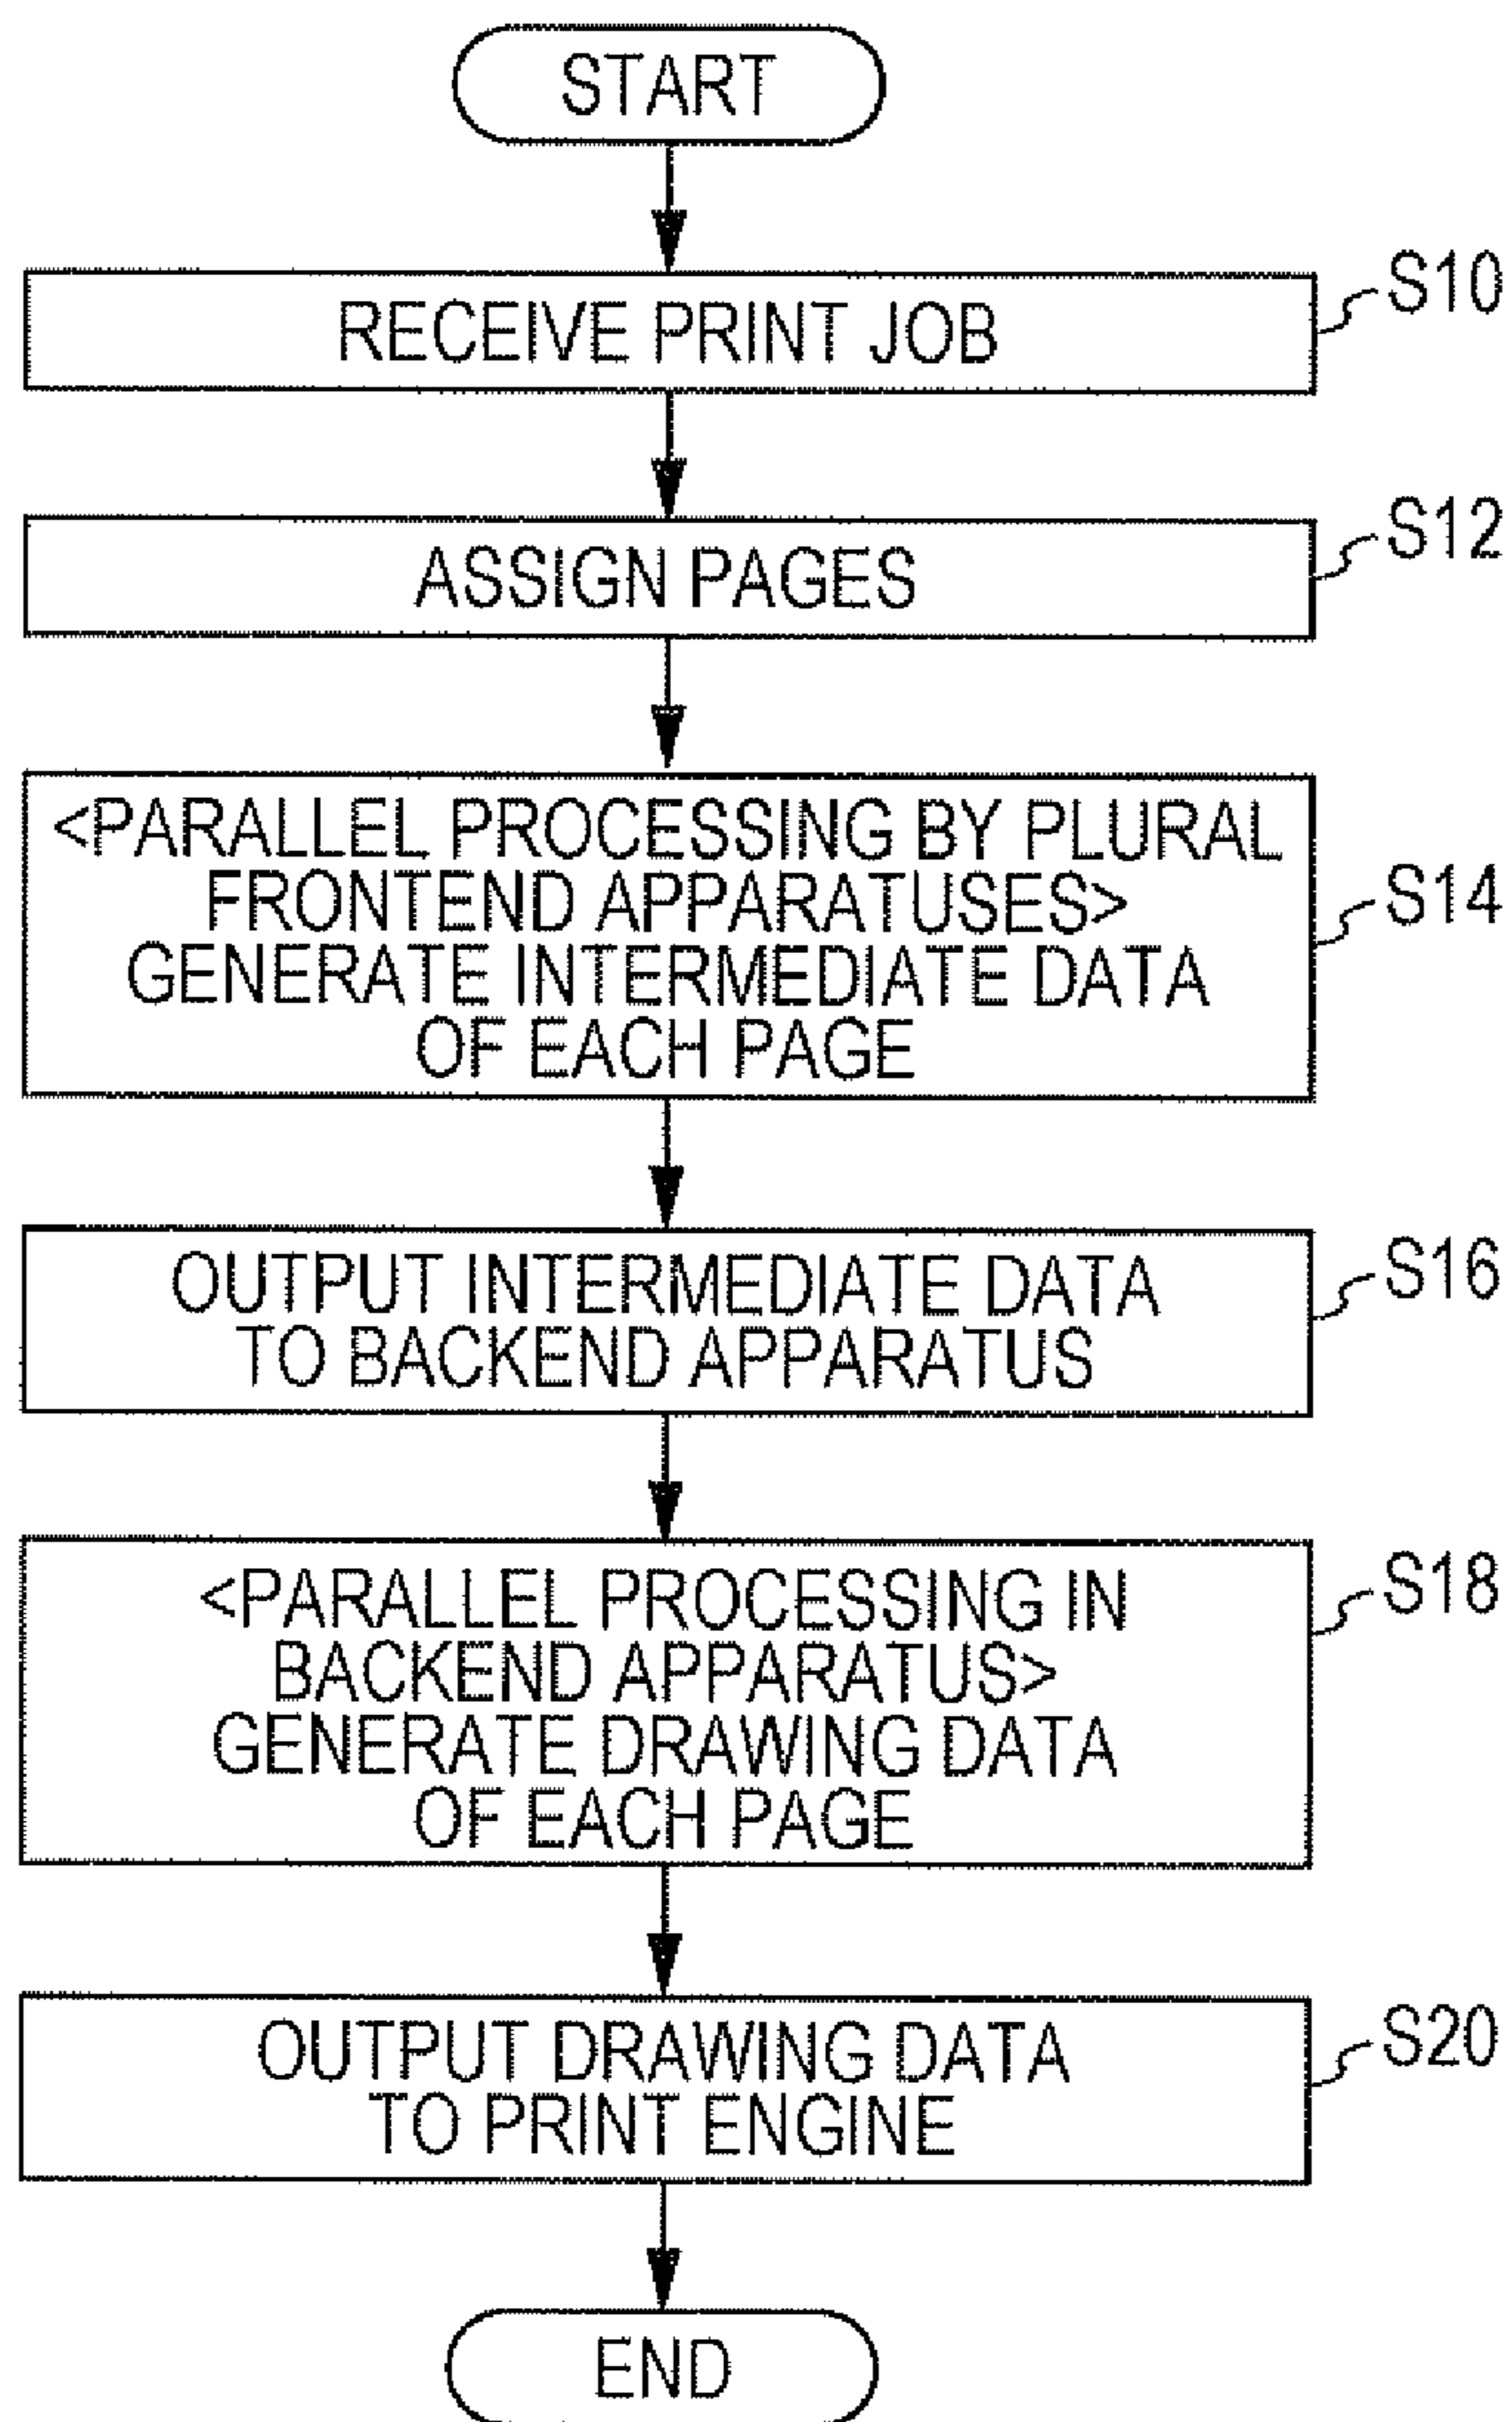 START
RECEIVE PRINT JOB
S10
ASSIGN PAGES
S12
<PARALLEL PROCESSING BY PLURAL
FRONTEND APPARATUSES>
GENERATE INTERMEDIATE DATA
OF EACH PAGE
S14
OUTPUT INTERMEDIATE DATA
TO BACKEND APPARATUS
S16
<PARALLEL PROCESSING IN
BACKEND APPARATUS>
GENERATE DRAWING DATA
OF EACH PAGE
S18
OUTPUT DRAWING DATA
TO PRINT ENGINE
S20
END